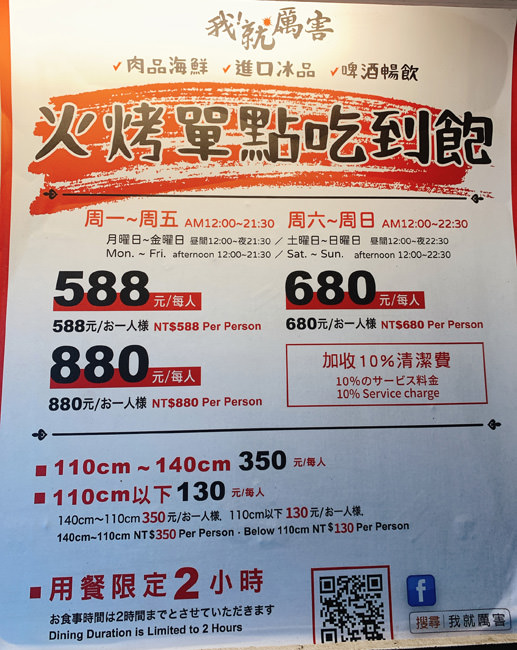 我!就厲害
✓肉品海鮮 ✓進口冰品 ✓啤酒暢飲
火烤單點吃到飽
周一~周五 AM12:00~21:30 周六~周日 AM12:00~22:30
月曜日~金曜日 昼間12:00~夜21:30 / 土曜日~日曜日 昼間12:00~夜22:30
Mon. ~ Fri. afternoon 12:00~21:30 / Sat. ~ Sun. afternoon 12:00~22:30
588元/每人 680元/每人
588元/お一人様 NT$588 Per Person 680元/お一人様 NT$680 Per Person
880元/每人
880元/お一人様 NT$880 Per Person
加收10%清潔費
10%のサービス料金
10% Service charge
110cm ~ 140cm 350 元/每人
110cm以下 130 元/每人
140cm~110cm 350元/お一人様, 110cm以下 130元/お一人様,
140cm~110cm NT$350 Per Person · Below 110cm NT$130 Per Person
用餐限定2小時
お食事時間は2時間までとさせていただきます
Dining Duration is Limited to 2 Hours
f
搜尋 我就厲害